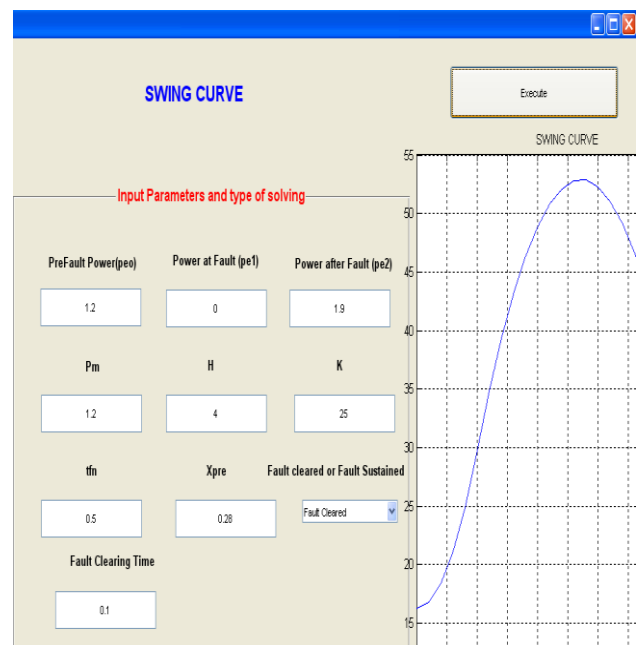 SWING CURVE
Execute
SWING CURVE
Input Parameters and type of solving
PreFault Power(peo) Power at Fault (pe1) Power after Fault (pe2)
1.2 0 1.9
Pm H K
1.2 4 25
tfn Xpre Fault cleared or Fault Sustained
0.5 0.28 Fault Cleared
Fault Clearing Time
0.1
55
50
45
40
35
30
25
20
15